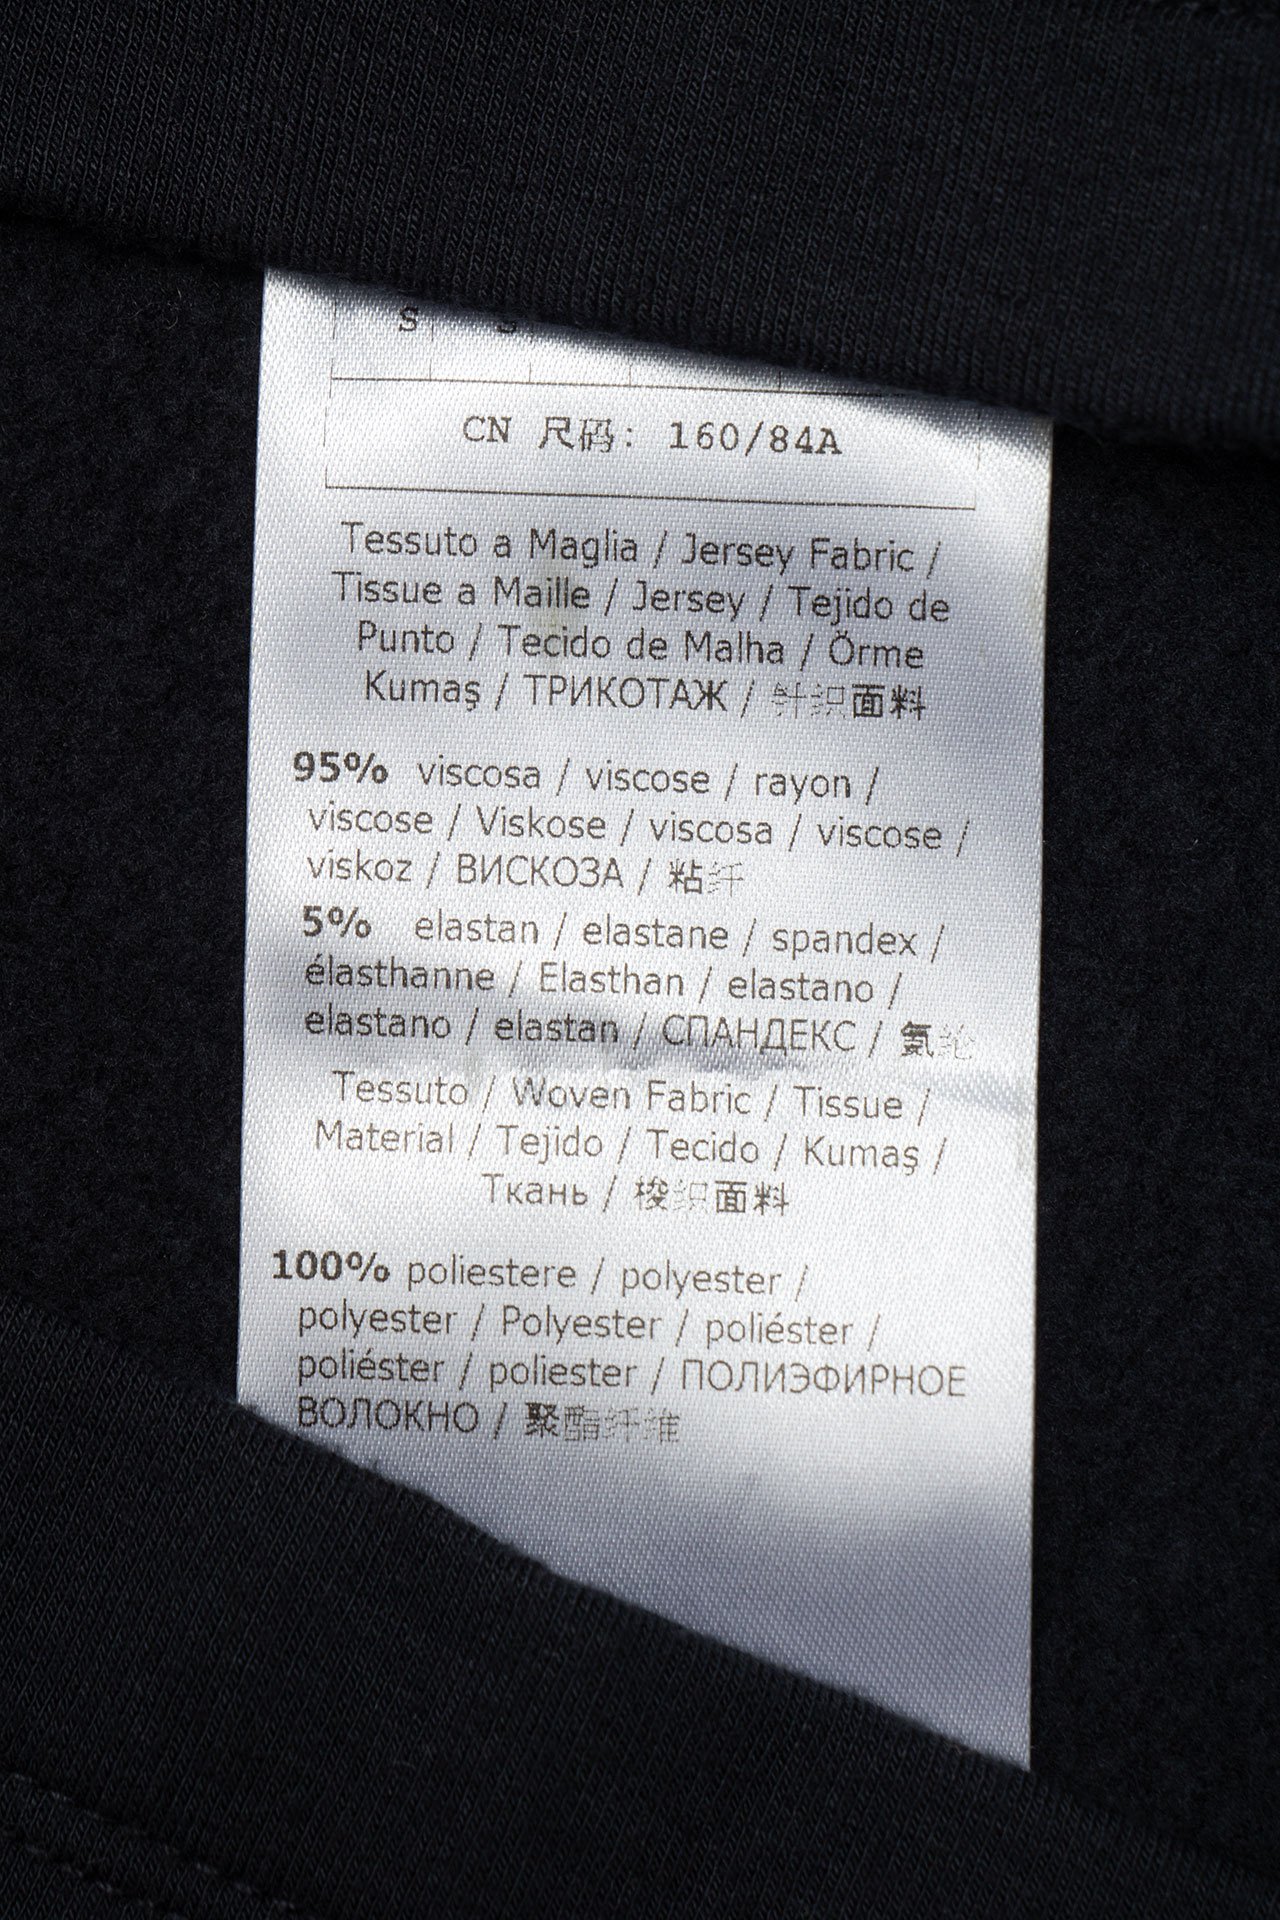 S S
CN 尺码: 160/84A
Tessuto a Maglia / Jersey Fabric /
Tissue a Maille / Jersey / Tejido de
Punto / Tecido de Malha / Örme
Kumaş / ТРИКОТАЖ / 针织面料
95% viscosa / viscose / rayon /
viscose / Viskose / viscosa / viscose /
viskoz / ВИСКОЗА / 粘纤
5% elastan / elastane / spandex /
élasthanne / Elasthan / elastano /
elastano / elastan / СПАНДЕКС / 氨纶
Tessuto / Woven Fabric / Tissue /
Material / Tejido / Tecido / Kumaş /
Ткань / 梭织面料
100% poliestere / polyester /
polyester / Polyester / poliéster /
poliéster / poliester / ПОЛИЭФИРНОЕ
ВОЛОКНО / 聚酯纤维